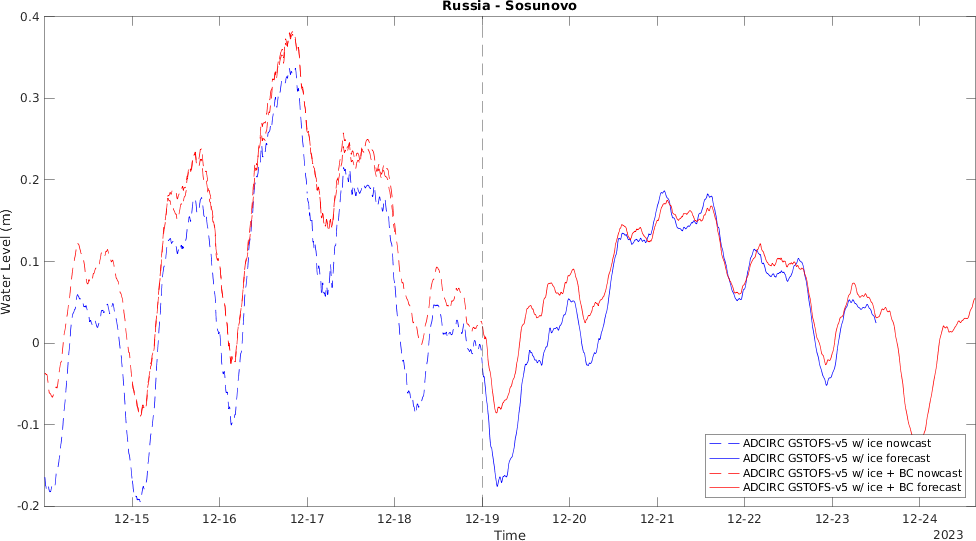 Russia - Sosunovo
0.4
0.3
0.2
0.1
0
-0.1
-0.2
Water Level (m)
ADCIRC GSTOFS-v5 w/ ice nowcast
ADCIRC GSTOFS-v5 w/ ice forecast
ADCIRC GSTOFS-v5 w/ ice + BC nowcast
ADCIRC GSTOFS-v5 w/ ice + BC forecast
12-15 12-16 12-17 12-18 12-19 12-20 12-21 12-22 12-23 12-24
Time
2023